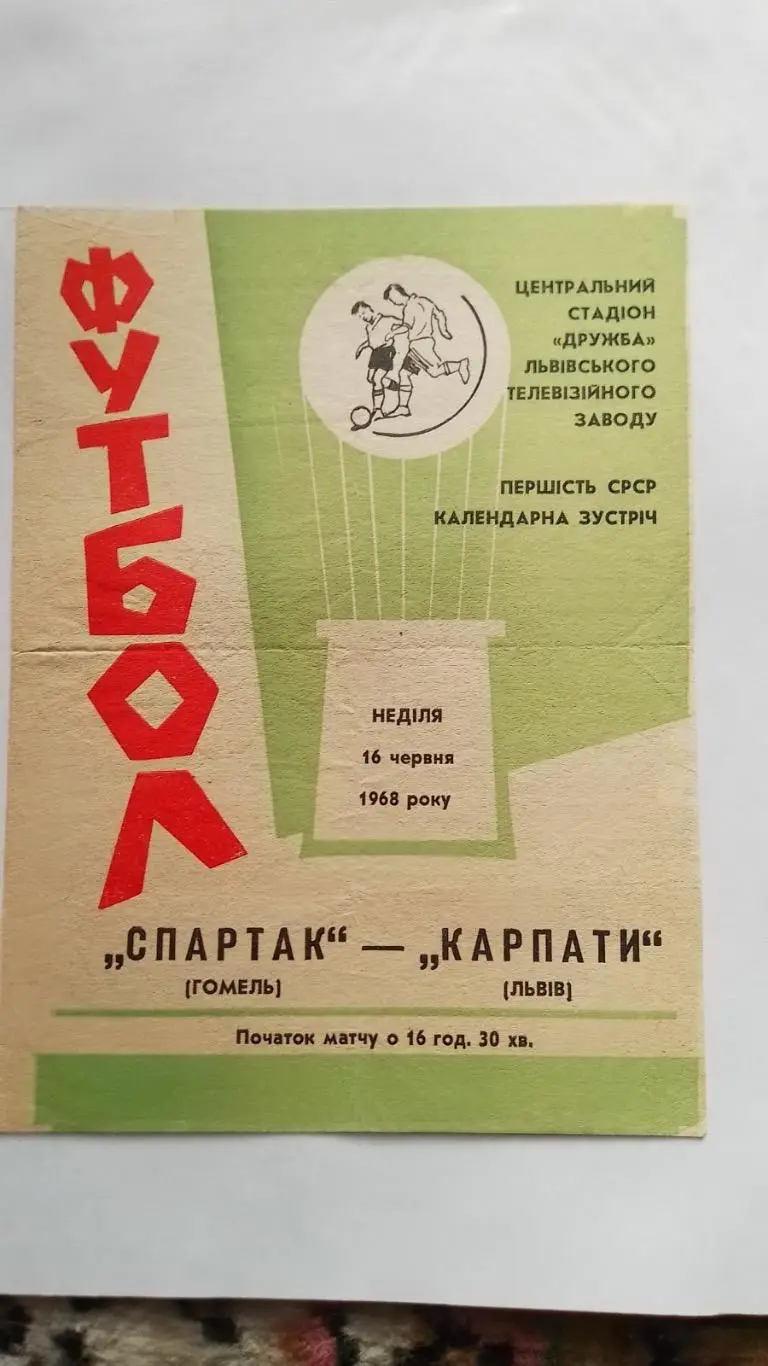 ФУТБОЛ
ЦЕНТРАЛЬНИЙ
СТАДІОН
«ДРУЖБА»
ЛЬВІВСЬКОГО
ТЕЛЕВІЗІЙНОГО
ЗАВОДУ
ПЕРШІСТЬ СРСР
КАЛЕНДАРНА ЗУСТРІЧ
НЕДІЛЯ
16 червня
1968 року
„СПАРТАК“ — „КАРПАТИ“
(ГОМЕЛЬ) (ЛЬВІВ)
Початок матчу о 16 год. 30 хв.